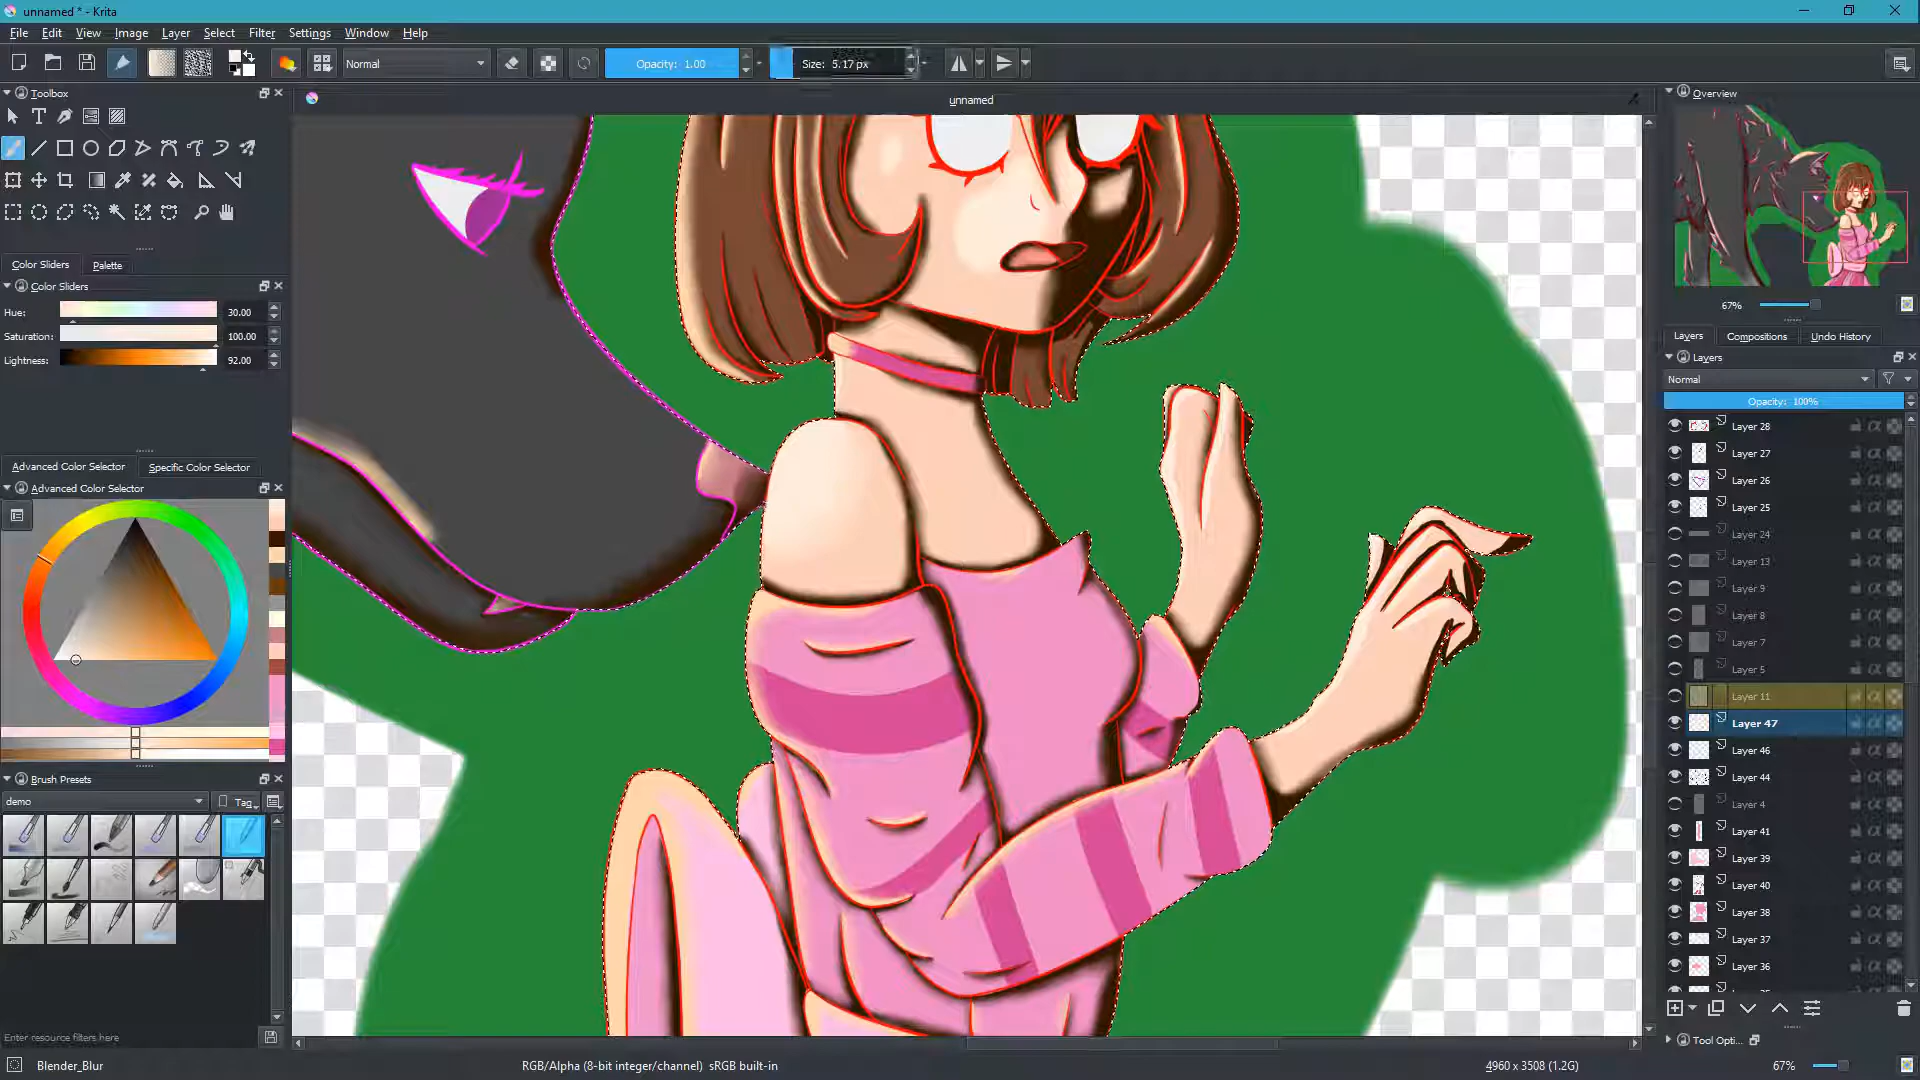 unnamed * - Krita
File Edit View Image Layer Select Filter Settings Window Help
Normal Opacity: 1.00 Size: 5.17 px
Toolbox
unnamed
Overview
67%
Color Sliders Palette
Color Sliders
Hue: 30.00
Saturation: 100.00
Lightness: 92.00
Advanced Color Selector Specific Color Selector
Advanced Color Selector
Brush Presets
demo Tag
Enter resource filters here
Layers Compositions Undo History
Layers
Normal
Opacity: 100%
Layer 28
Layer 27
Layer 26
Layer 25
Layer 24
Layer 13
Layer 9
Layer 8
Layer 7
Layer 5
Layer 11
Layer 47
Layer 46
Layer 44
Layer 4
Layer 41
Layer 39
Layer 40
Layer 38
Layer 37
Layer 36
Tool Opti...
Blender_Blur RGB/Alpha (8-bit integer/channel) sRGB built-in 4960 x 3508 (1.2G) 67%